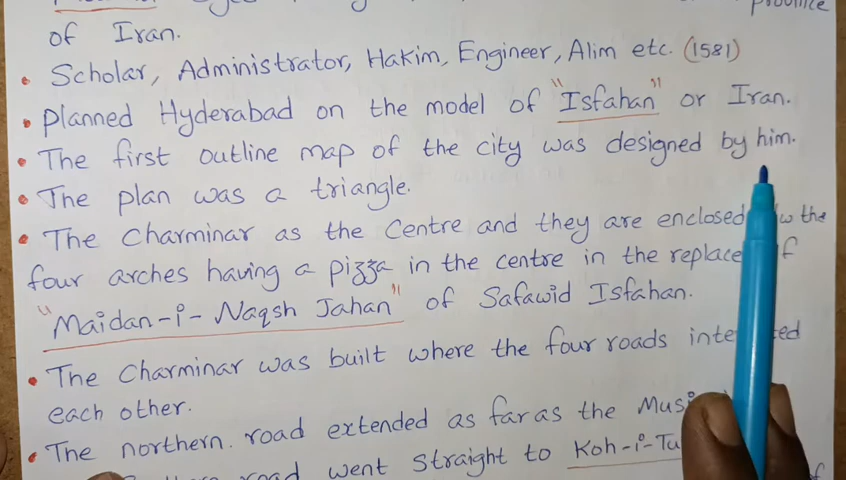 province
of Iran.
• Scholar, Administrator, Hakim, Engineer, Alim etc. (1581)
• Planned Hyderabad on the model of "Isfahan" or Iran.
• The first outline map of the city was designed by him.
• The plan was a triangle.
• The Charminar as the Centre and they are enclosed the
four arches having a pizza in the centre in the
"Maidan-i-Naqsh Jahan" of Safawid Isfahan.
• The Charminar was built where the four roads
each other.
• The northern road extended as far as the
road went straight to Koh-i-Tu